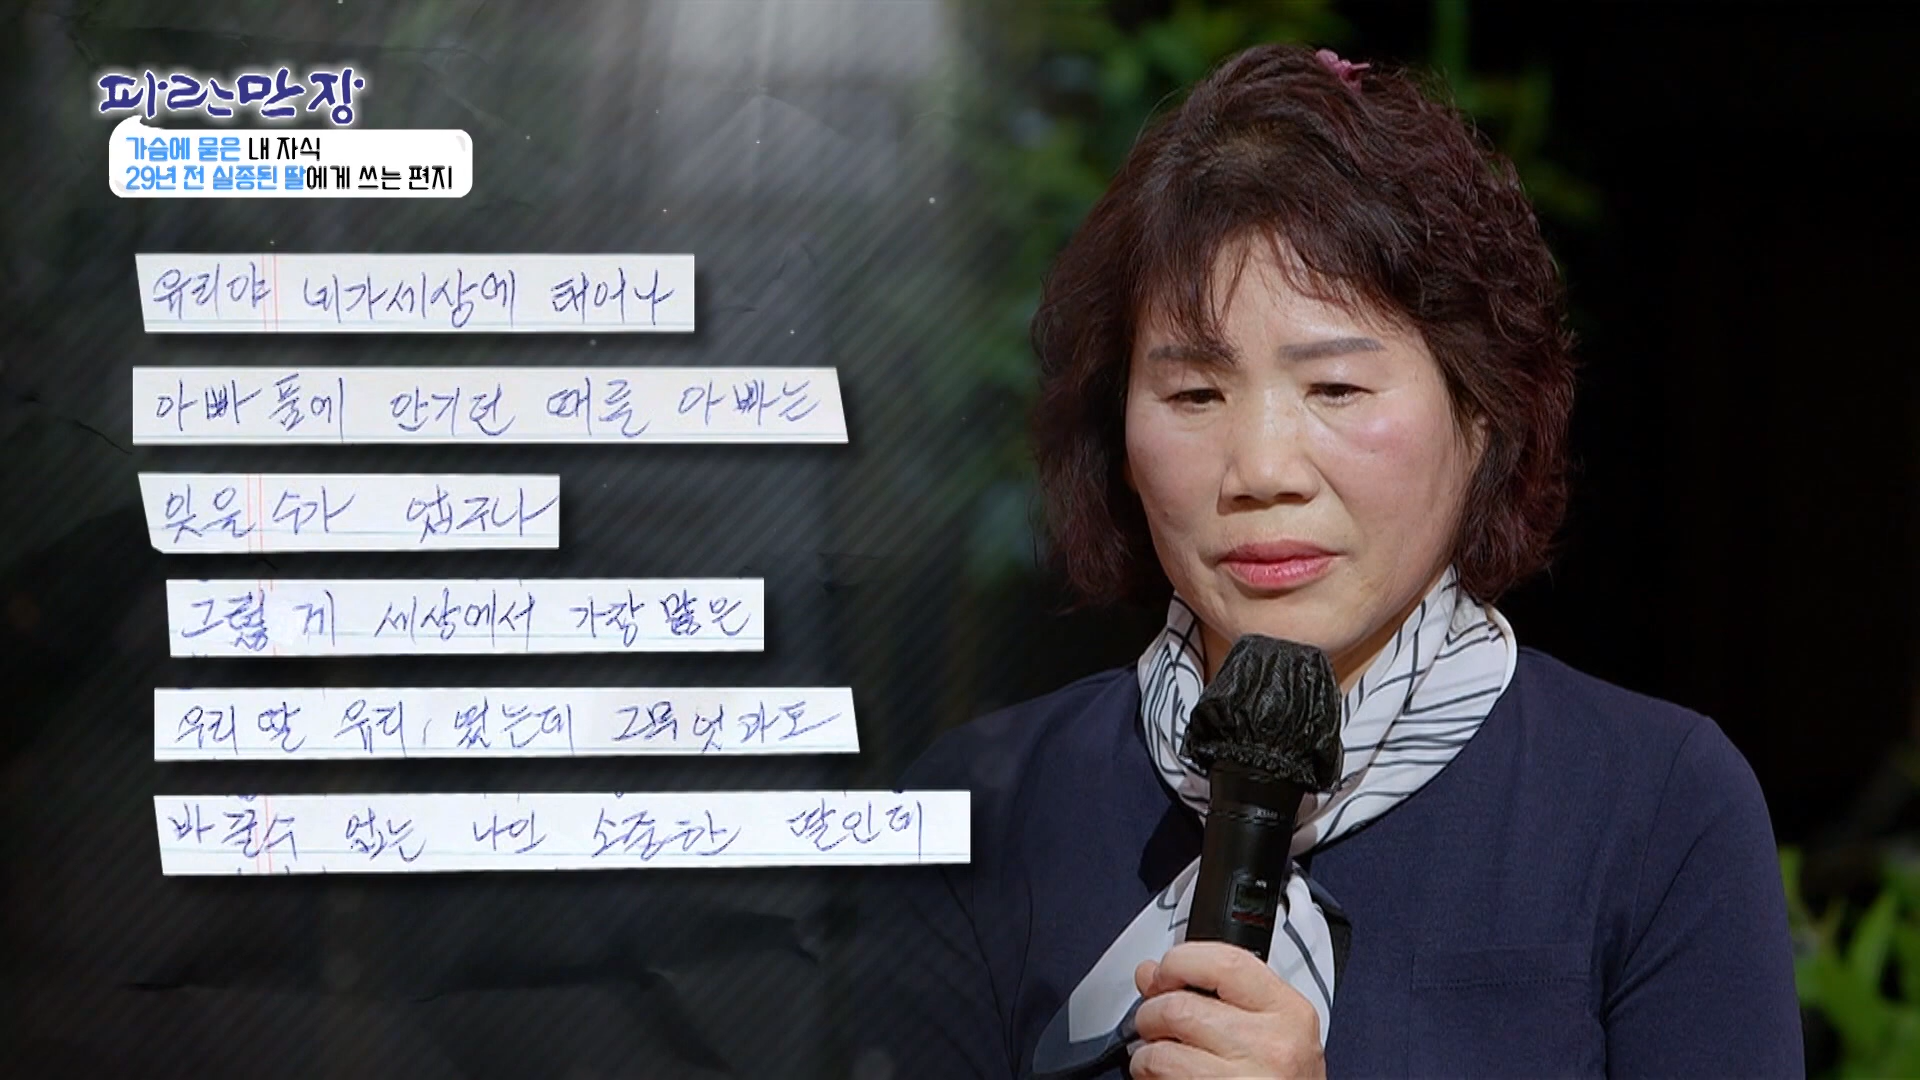 파란만장
가슴에 묻은 내 자식
29년 전 실종된 딸에게 쓰는 편지
유리야 네가 세상에 태어나
아빠 품에 안기던 때를 아빠는
잊을 수가 없구나
그렇게 세상에서 가장 맑은
우리 딸 유리, 였는데 그 무엇과도
바꿀수 없는 나의 소중한 딸인데